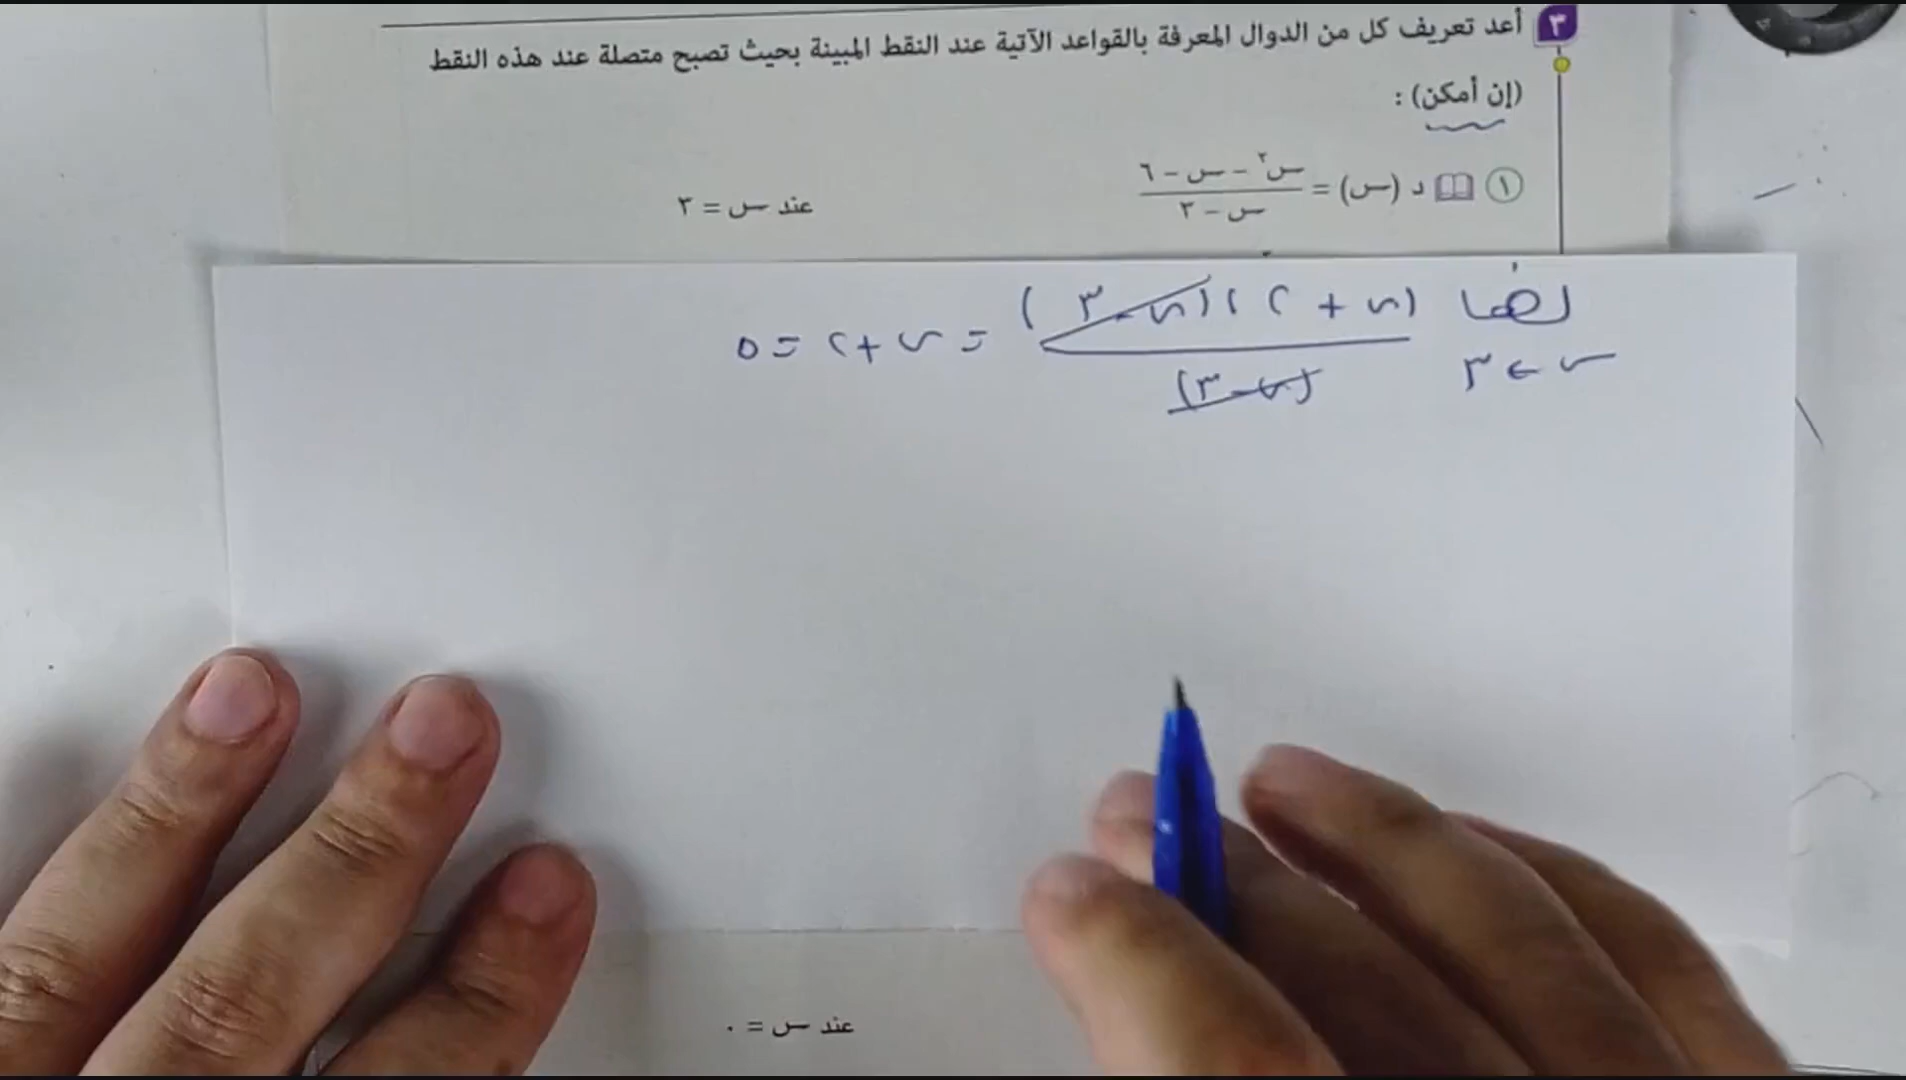 ٣ أعد تعريف كل من الدوال المعرفة بالقواعد الآتية عند النقط المبينة بحيث تصبح متصلة عند هذه النقط
(إن أمكن) :
١ د (س) = (س٢ – س – ٦)/(س – ٣) عند س = ٣
نهـا (س + ٢)(س - ٣) = س + ٢ = ٥
س ← ٣ (س - ٣)
عند س = ٠